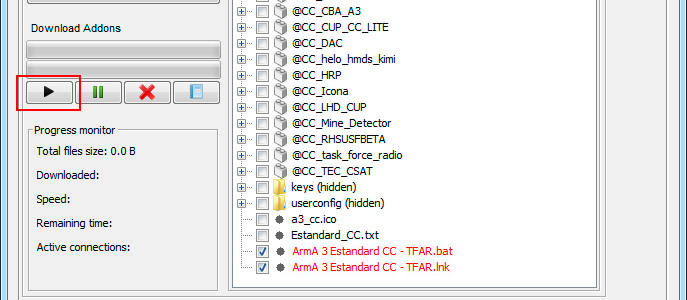 Download Addons
Progress monitor
Total files size: 0.0 B
Downloaded:
Speed:
Remaining time:
Active connections:
@CC_CBA_A3
@CC_CUP_CC_LITE
@CC_DAC
@CC_helo_hmds_kimi
@CC_HRP
@CC_Icona
@CC_LHD_CUP
@CC_Mine_Detector
@CC_RHSUSFBETA
@CC_task_force_radio
@CC_TEC_CSAT
keys (hidden)
userconfig (hidden)
a3_cc.ico
Estandard_CC.txt
ArmA 3 Estandard CC - TFAR.bat
ArmA 3 Estandard CC - TFAR.lnk